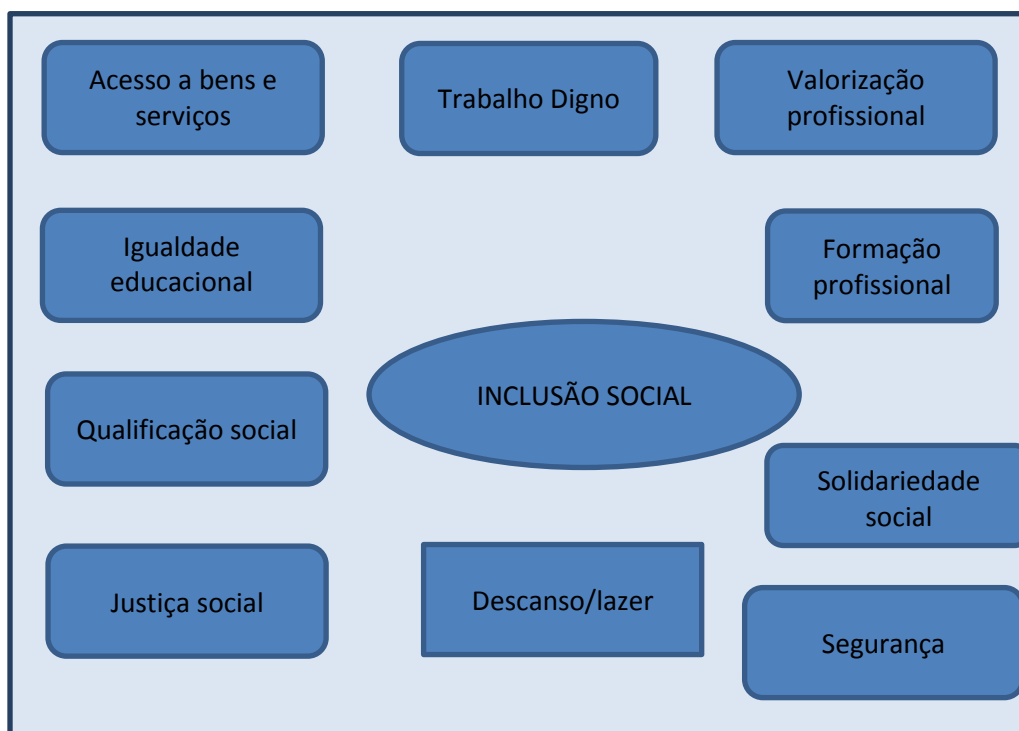 Acesso a bens e
serviços
Trabalho Digno
Valorização
profissional
Igualdade
educacional
Formação
profissional
INCLUSÃO SOCIAL
Qualificação social
Solidariedade
social
Justiça social
Descanso/lazer
Segurança